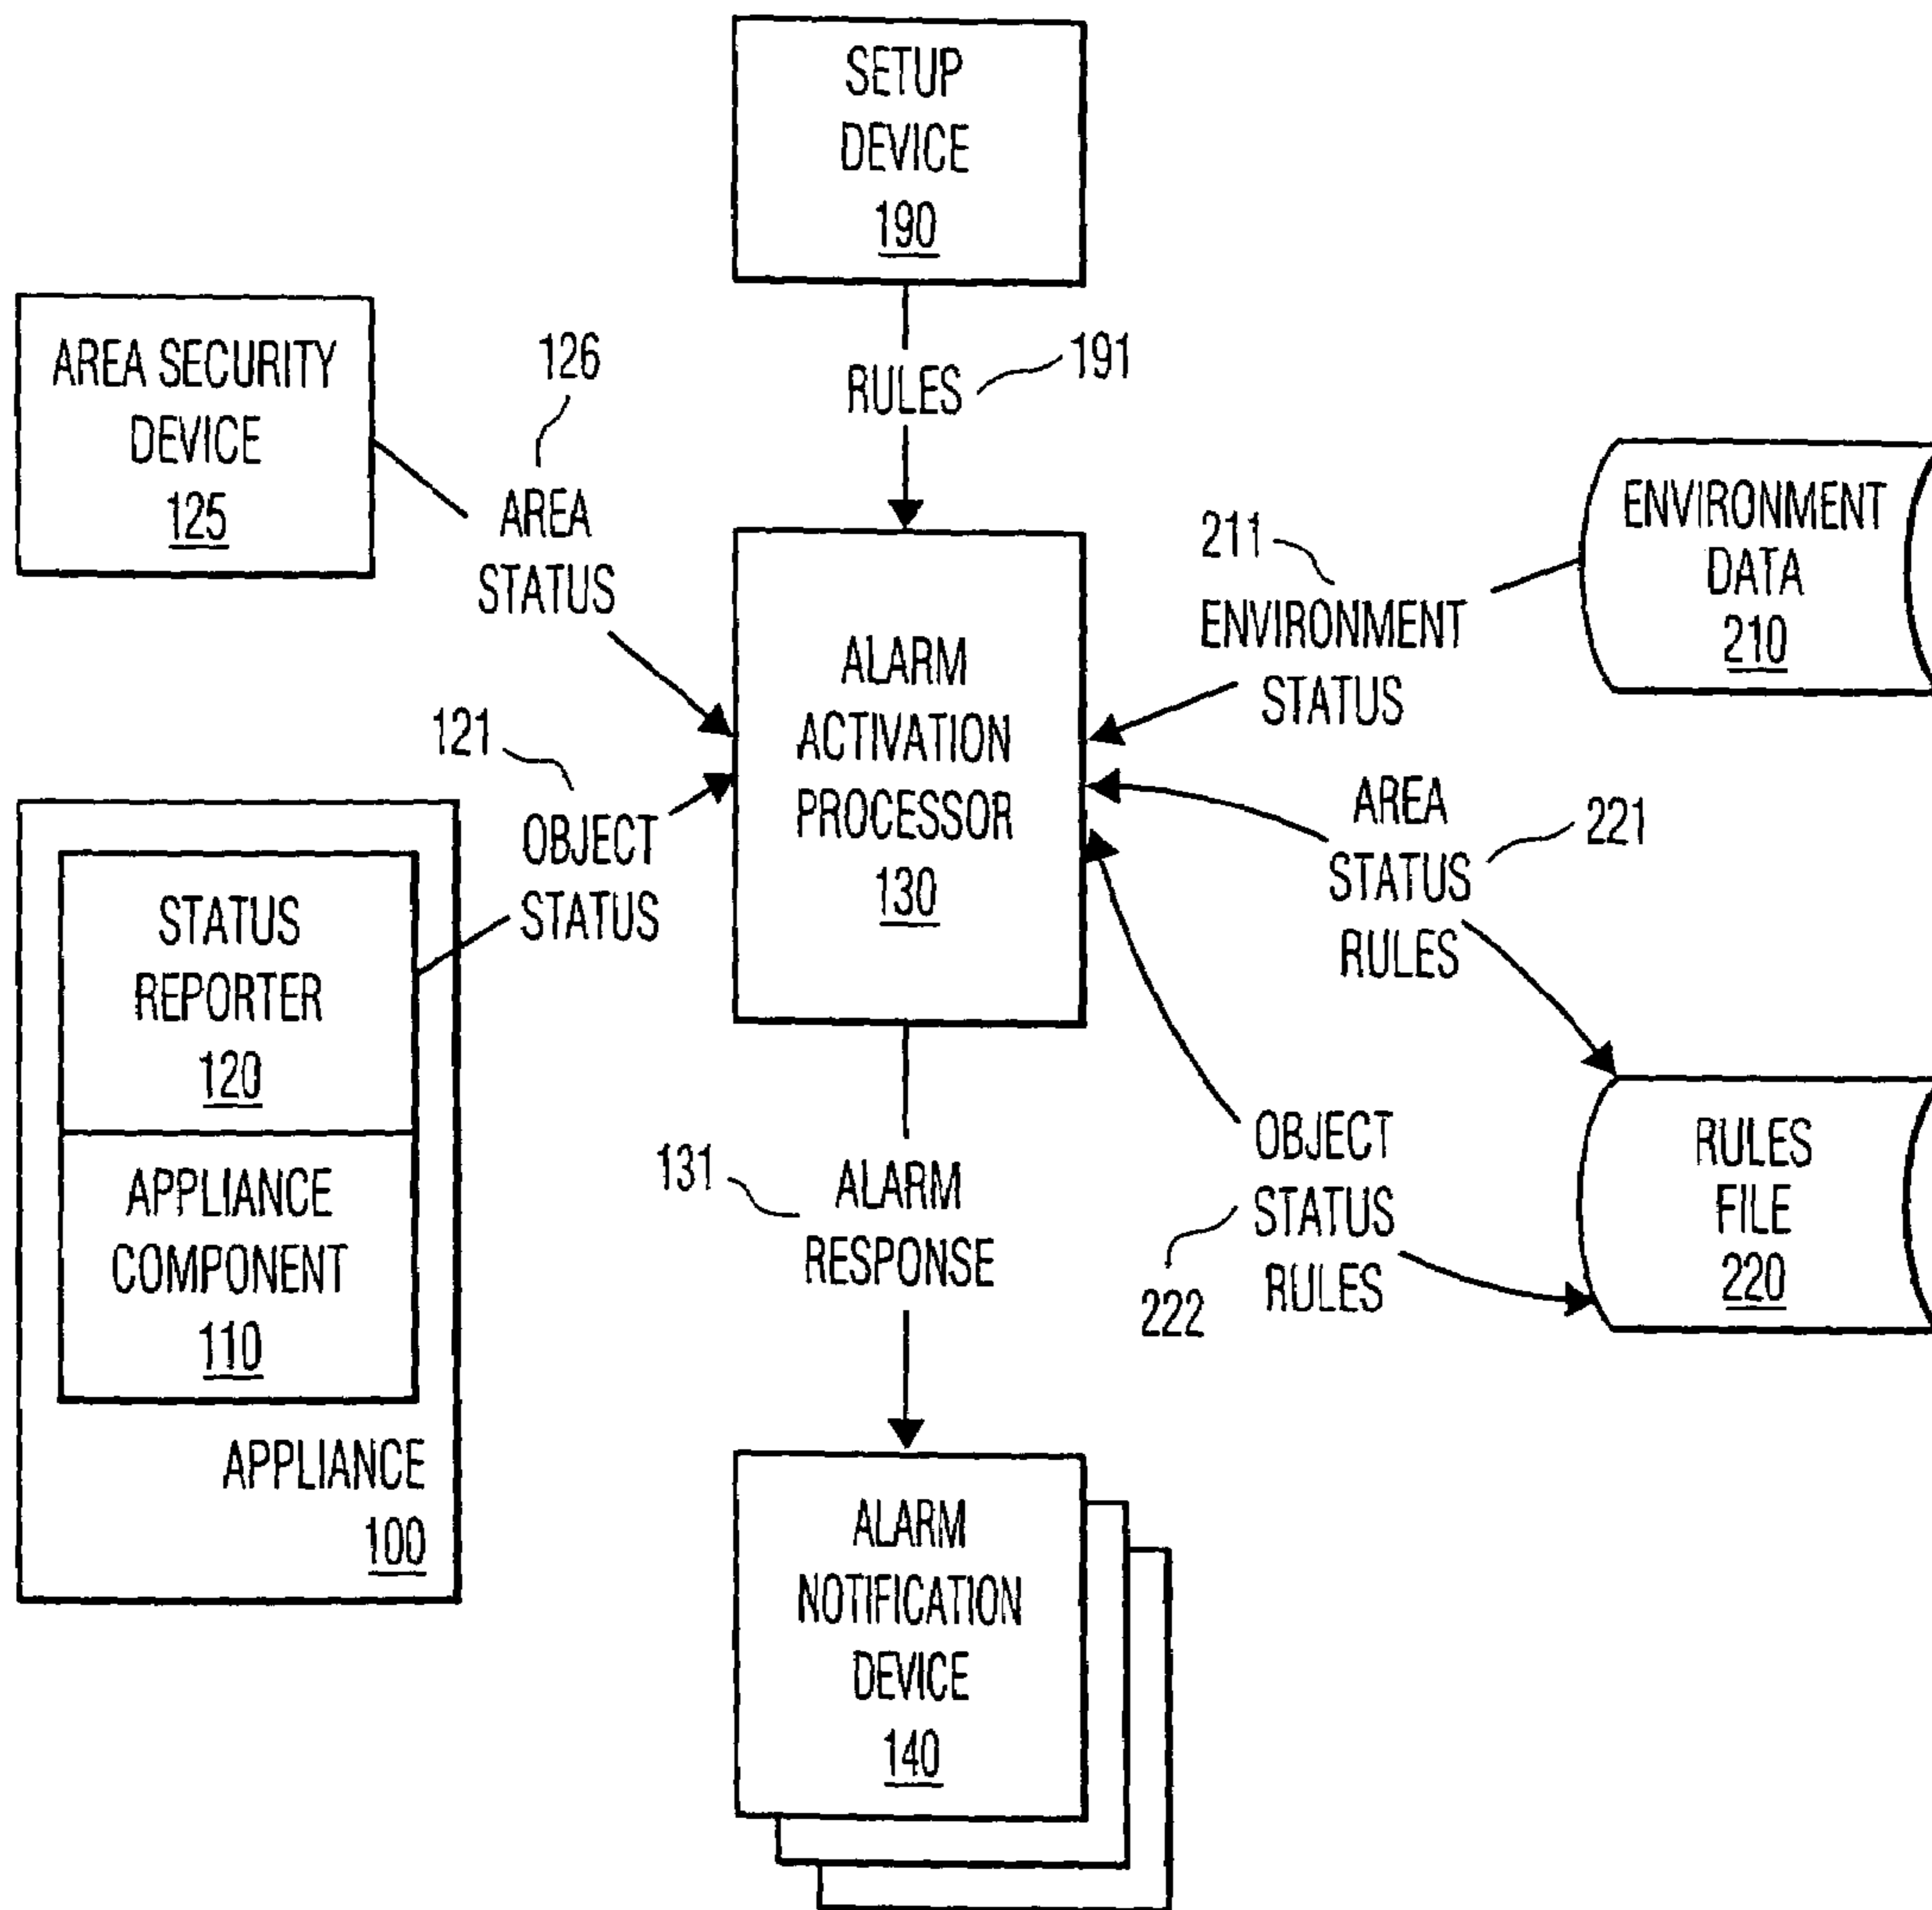 SETUP
DEVICE
190
191
RULES
AREA SECURITY
DEVICE
125
126
AREA
STATUS
ENVIRONMENT
DATA
210
211
ENVIRONMENT
STATUS
ALARM
ACTIVATION
PROCESSOR
130
121
OBJECT
STATUS
AREA
STATUS
RULES
221
STATUS
REPORTER
120
APPLIANCE
COMPONENT
110
APPLIANCE
100
131
ALARM
RESPONSE
OBJECT
STATUS
RULES
222
RULES
FILE
220
ALARM
NOTIFICATION
DEVICE
140